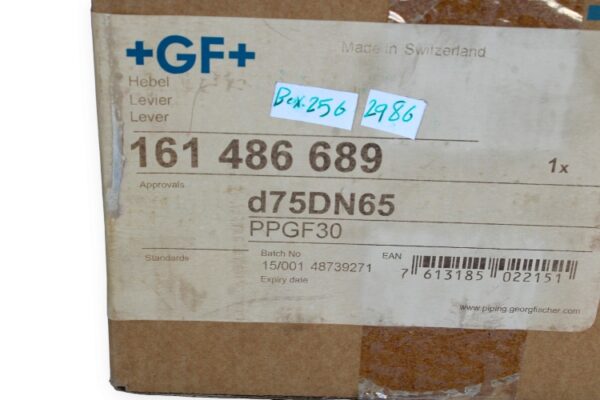 +GF+
Made in Switzerland
Hebel
Levier
Lever
Box.256
2986
161 486 689
1x
Approvals
d75DN65
PPGF30
Standards
Batch No
15/001 48739271
Expiry date
EAN
7 613185 022151
www.piping.georgfischer.com